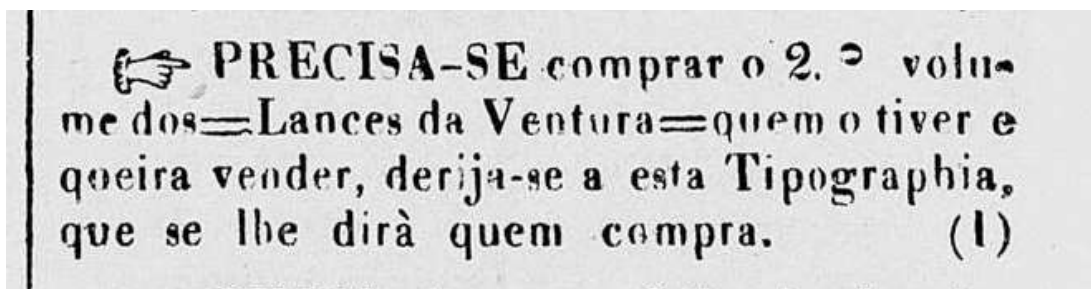 ☞ PRECISA-SE comprar o 2.º volu-
me dos=Lances da Ventura=quem o tiver e
queira vender, derija-se a esta Tipographia,
que se lhe dirà quem compra. (1)